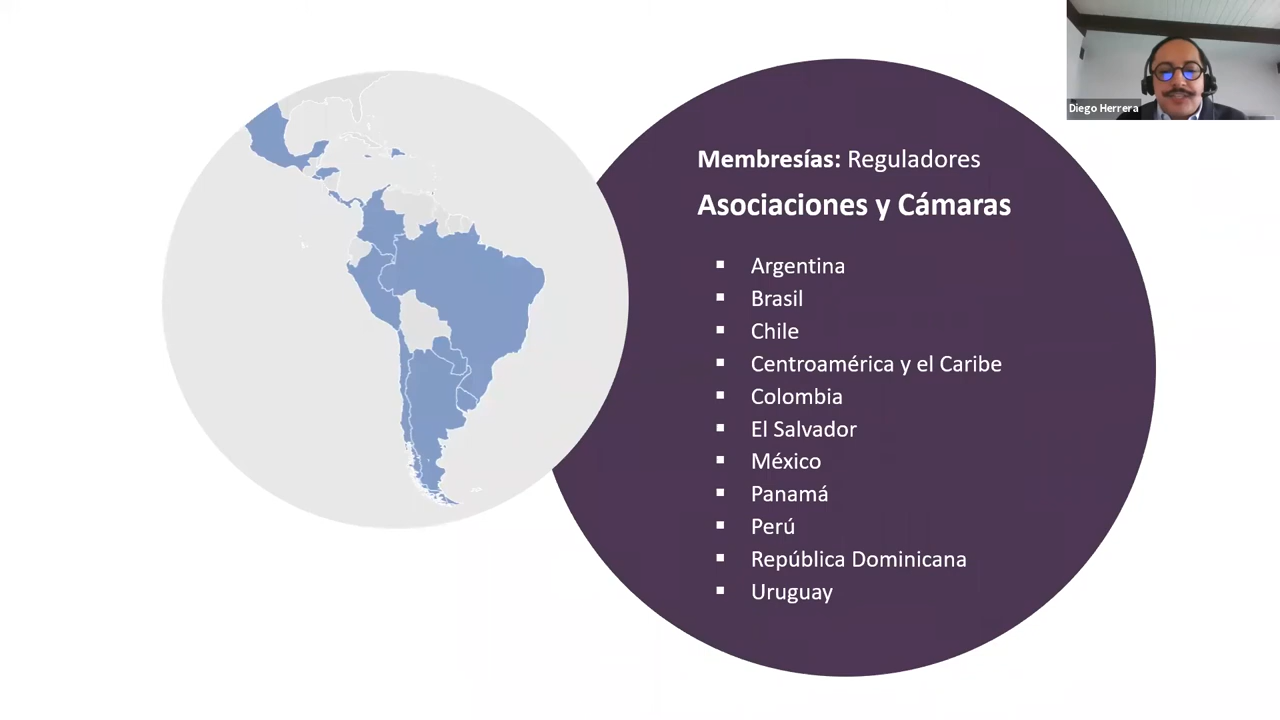 Diego Herrera
Membresías: Reguladores
Asociaciones y Cámaras
▪ Argentina
▪ Brasil
▪ Chile
▪ Centroamérica y el Caribe
▪ Colombia
▪ El Salvador
▪ México
▪ Panamá
▪ Perú
▪ República Dominicana
▪ Uruguay